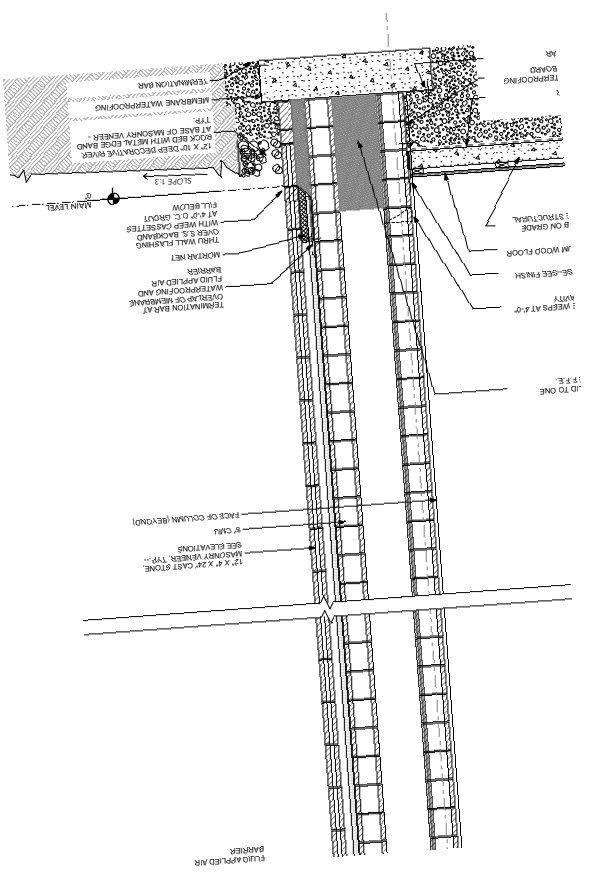 FLUID APPLIED AIR
BARRIER
12" X 4" X 24" CAST STONE,
MASONRY VENEER, TYP. -
SEE ELEVATIONS
8" CMU
FACE OF COLUMN (BEYOND)
ID TO ONE
F.F.E.
TERMINATION BAR AT
OVERLAP OF MEMBRANE
WATERPROOFING AND
FLUID APPLIED AIR
BARRIER
WEEPS AT 4'-0"
VITY
MORTAR NET
SE-SEE FINISH
THRU WALL FLASHING
OVER S.S. BACKBAND
WITH WEEP CASSETTES
AT 4'-0" O.C. GROUT
FILL BELOW
UM WOOD FLOOR
B ON GRADE
STRUCTURAL
MAIN LEVEL
0"
SLOPE 1:3
12" X 10" DEEP DECORATIVE RIVER
ROCK BED WITH METAL EDGE BAND
AT BASE OF MASONRY VENEER -
TYP.
MEMBRANE WATERPROOFING
TERMINATION BAR
TERPROOFING
BOARD
AR